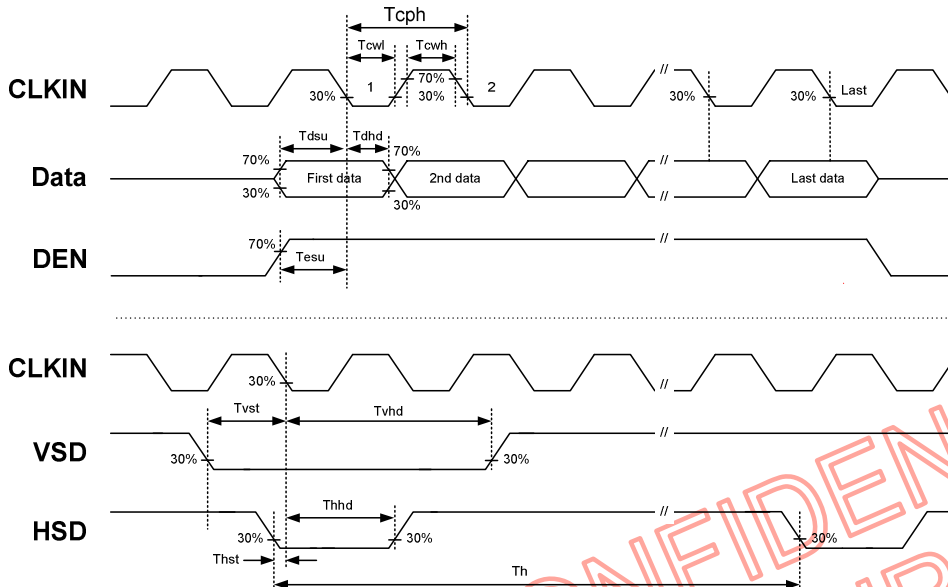 Tcph
Tcwl Tcwh
CLKIN 30% 1 70% 30% 2 // 30% 30% Last
Tdsu Tdhd
70% 70%
Data First data 2nd data // Last data
30% 30% //
DEN 70% //
Tesu
CLKIN 30% //
Tvst Tvhd
VSD 30% 30% //
Thhd
HSD 30% 30% // 30%
Thst
Th
CONFIDEN